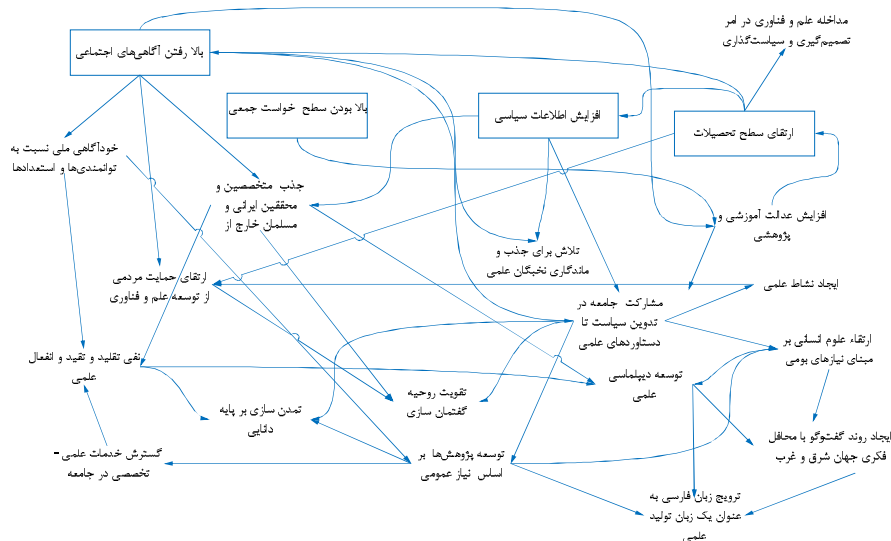 مداخله علم و فناوری در امر
تصمیم‌گیری و سیاست‌گذاری
بالا رفتن آگاهی‌های اجتماعی
بالا بودن سطح خواست جمعی
افزایش اطلاعات سیاسی
ارتقای سطح تحصیلات
خودآگاهی ملی نسبت به
توانمندی‌ها و استعدادها
جذب متخصصین و
محققین ایرانی و
مسلمان خارج از
افزایش عدالت آموزشی و
پژوهشی
تلاش برای جذب و
ماندگاری نخبگان علمی
ارتقای حمایت مردمی
از توسعه علم و فناوری
ایجاد نشاط علمی
مشارکت جامعه در
تدوین سیاست تا
دستاوردهای علمی
ارتقاء علوم انسانی بر
مبنای نیازهای بومی
نفی تقلید و تقید و انفعال
علمی
توسعه دیپلماسی
علمی
تقویت روحیه
گفتمان سازی
تمدن سازی بر پایه
دانایی
ایجاد روند گفت‌وگو با محافل
فکری جهان شرق و غرب
گسترش خدمات علمی -
تخصصی در جامعه
توسعه پژوهش‌ها بر
اساس نیاز عمومی
ترویج زبان فارسی به
عنوان یک زبان تولید
علمی